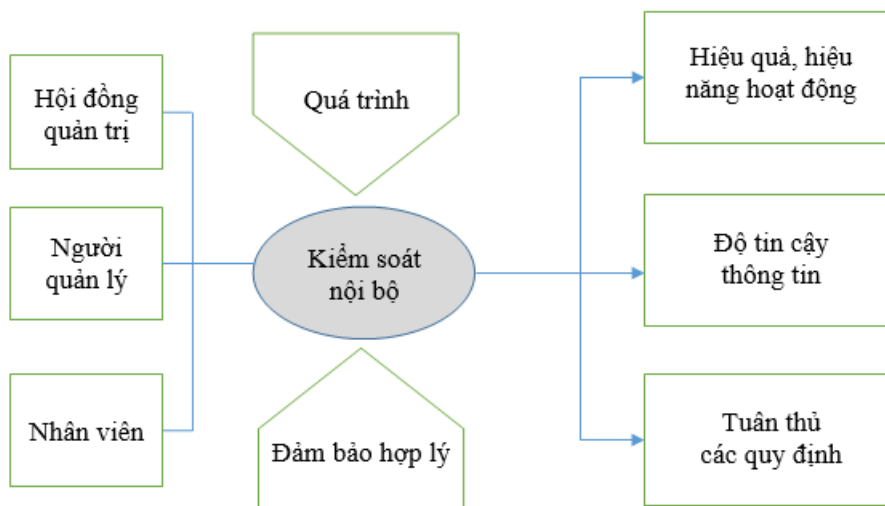 Hội đồng
quản trị
Người
quản lý
Nhân viên
Quá trình
Kiểm soát
nội bộ
Đảm bảo hợp lý
Hiệu quả, hiệu
năng hoạt động
Độ tin cậy
thông tin
Tuân thủ
các quy định